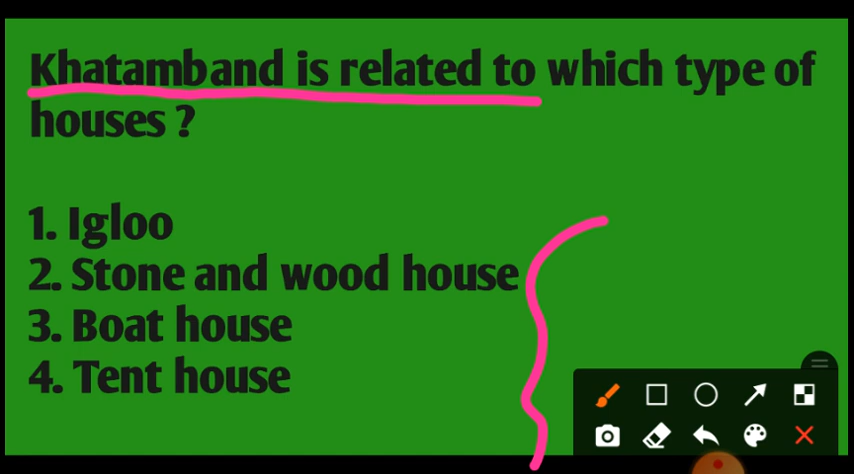 Khatamband is related to which type of
houses ?
1. Igloo
2. Stone and wood house
3. Boat house
4. Tent house